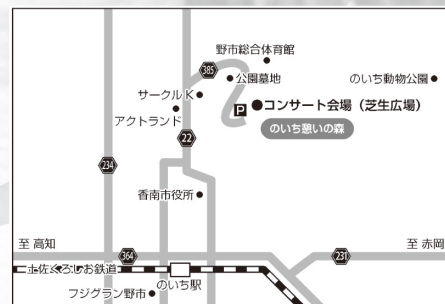 野市総合体育館
385
公園墓地
のいち動物公園
サークルK
P
コンサート会場（芝生広場）
アクトランド
のいち憩いの森
22
234
香南市役所
至 高知
至 赤岡
364
231
土佐くろしお鉄道
のいち駅
フジグラン野市